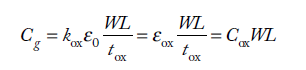 C_g = k_ox ε_0 WL/t_ox = ε_ox WL/t_ox = C_ox WL